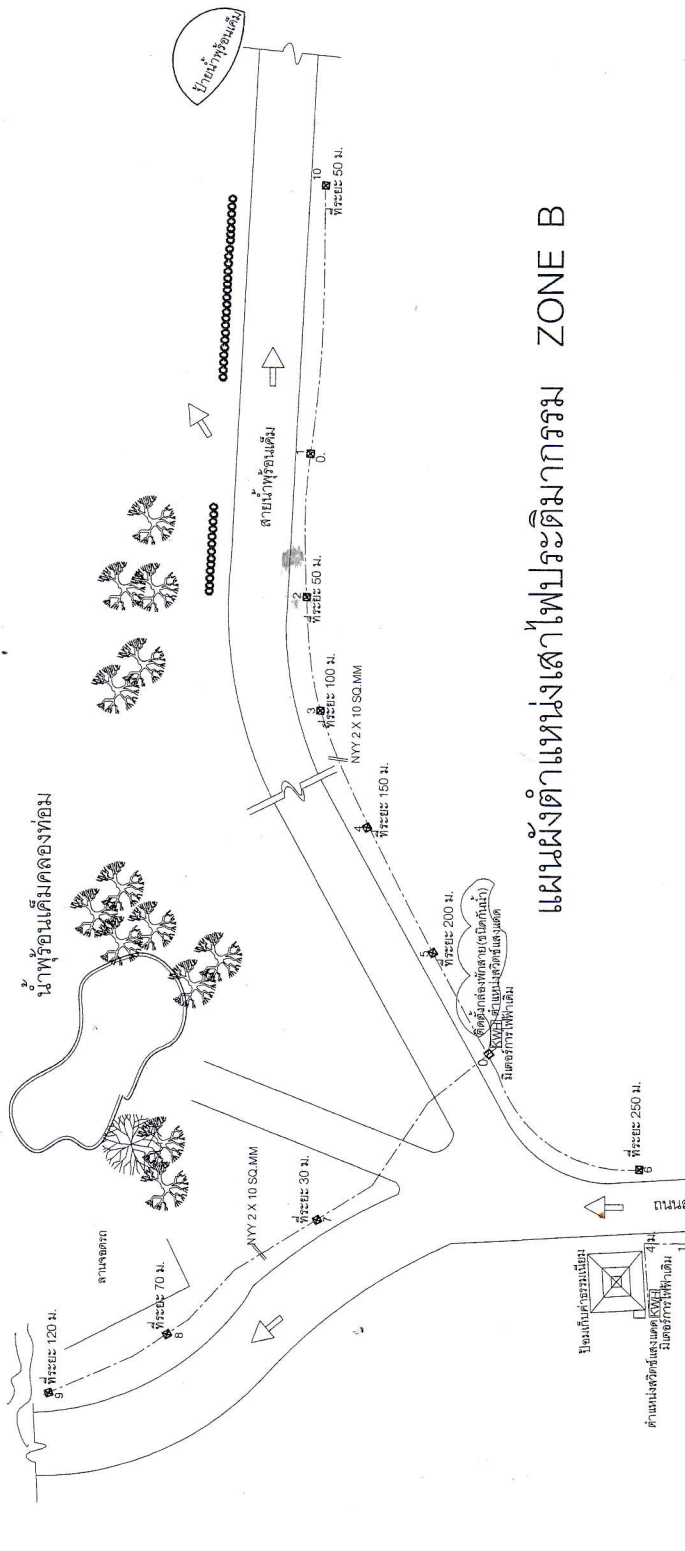 น้ำพุร้อนเค็มคลองท่อม
ป้ายน้ำพุร้อนเค็ม
สายน้ำพุร้อนเค็ม
10
ที่ระยะ 50 ม.
1
0.
2
ที่ระยะ 50 ม.
3
ที่ระยะ 100 ม.
NYY 2 X 10 SQ.MM
4
ที่ระยะ 150 ม.
5
ที่ระยะ 200 ม.
ติดตั้งกล่องพักสาย(ชนิดกันน้ำ)
KWH ตำแหน่งสวิตซ์แสงแดด
มิเตอร์การไฟฟ้าเดิม
0
6
ที่ระยะ 250 ม.
ลานจอดรถ
9
ที่ระยะ 120 ม.
8
ที่ระยะ 70 ม.
NYY 2 X 10 SQ.MM
7
ที่ระยะ 30 ม.
ป้อมเก็บค่าธรรมเนียม
4 ม.
1
ตำแหน่งสวิตซ์แสงแดด KWH
มิเตอร์การไฟฟ้าเดิม
แผนผังตำแหน่งเสาไฟประติมากรรม ZONE B